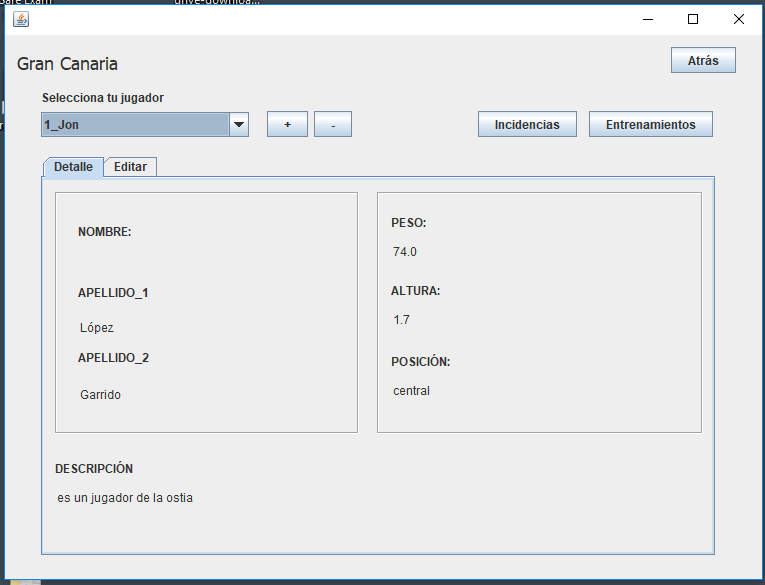 Gran Canaria
Atrás
Selecciona tu jugador
1_Jon
+
-
Incidencias
Entrenamientos
Detalle
Editar
NOMBRE:
APELLIDO_1
López
APELLIDO_2
Garrido
PESO:
74.0
ALTURA:
1.7
POSICIÓN:
central
DESCRIPCIÓN
es un jugador de la ostia